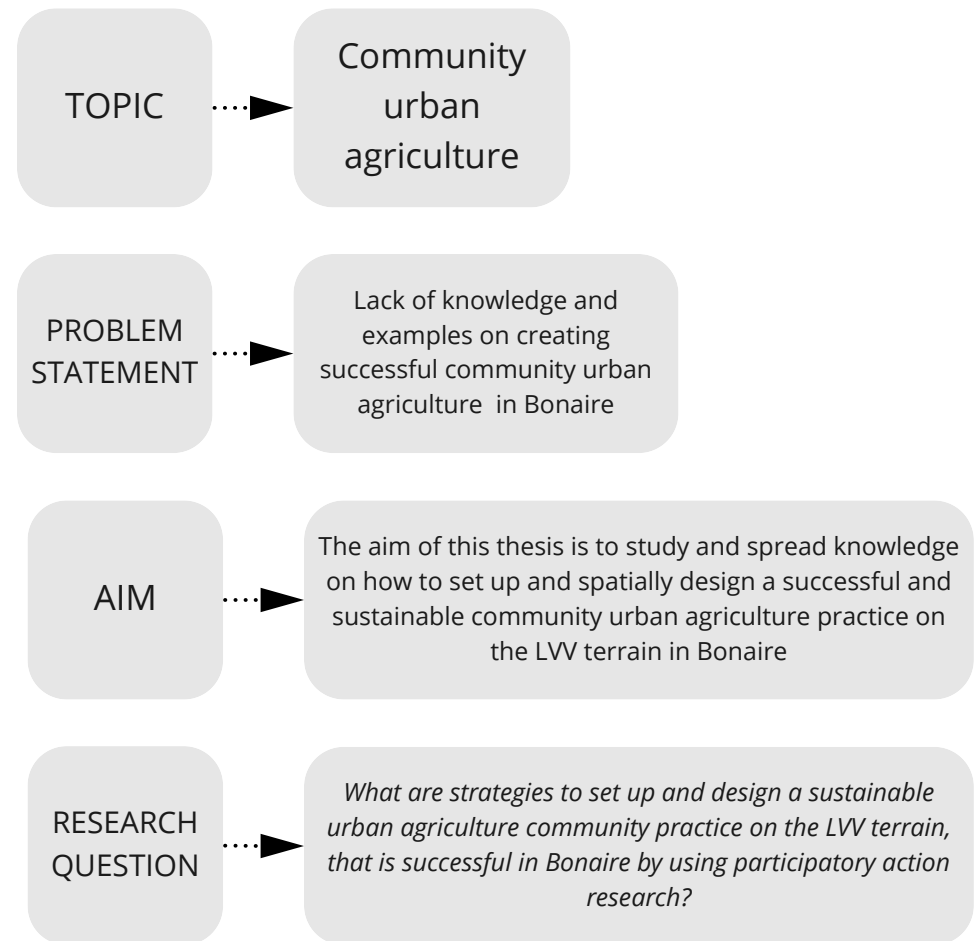 TOPIC
Community
urban
agriculture
PROBLEM
STATEMENT
Lack of knowledge and
examples on creating
successful community urban
agriculture  in Bonaire
AIM
The aim of this thesis is to study and spread knowledge
on how to set up and spatially design a successful and
sustainable community urban agriculture practice on
the LVV terrain in Bonaire
RESEARCH
QUESTION
What are strategies to set up and design a sustainable
urban agriculture community practice on the LVV terrain,
that is successful in Bonaire by using participatory action
research?